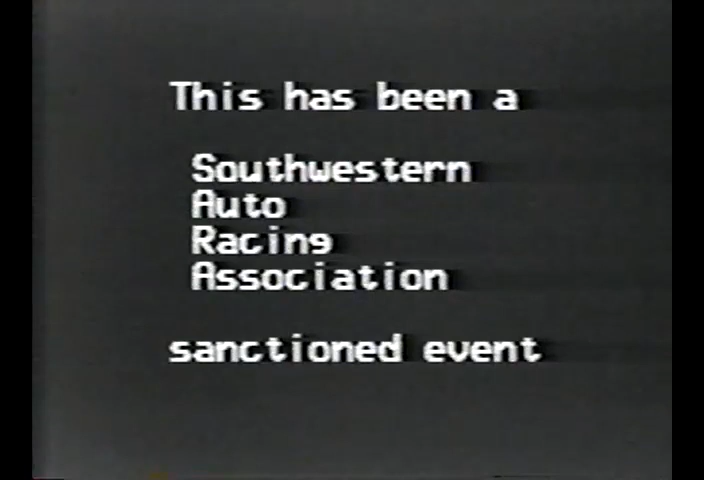 This has been a
Southwestern
Auto
Racing
Association
sanctioned event